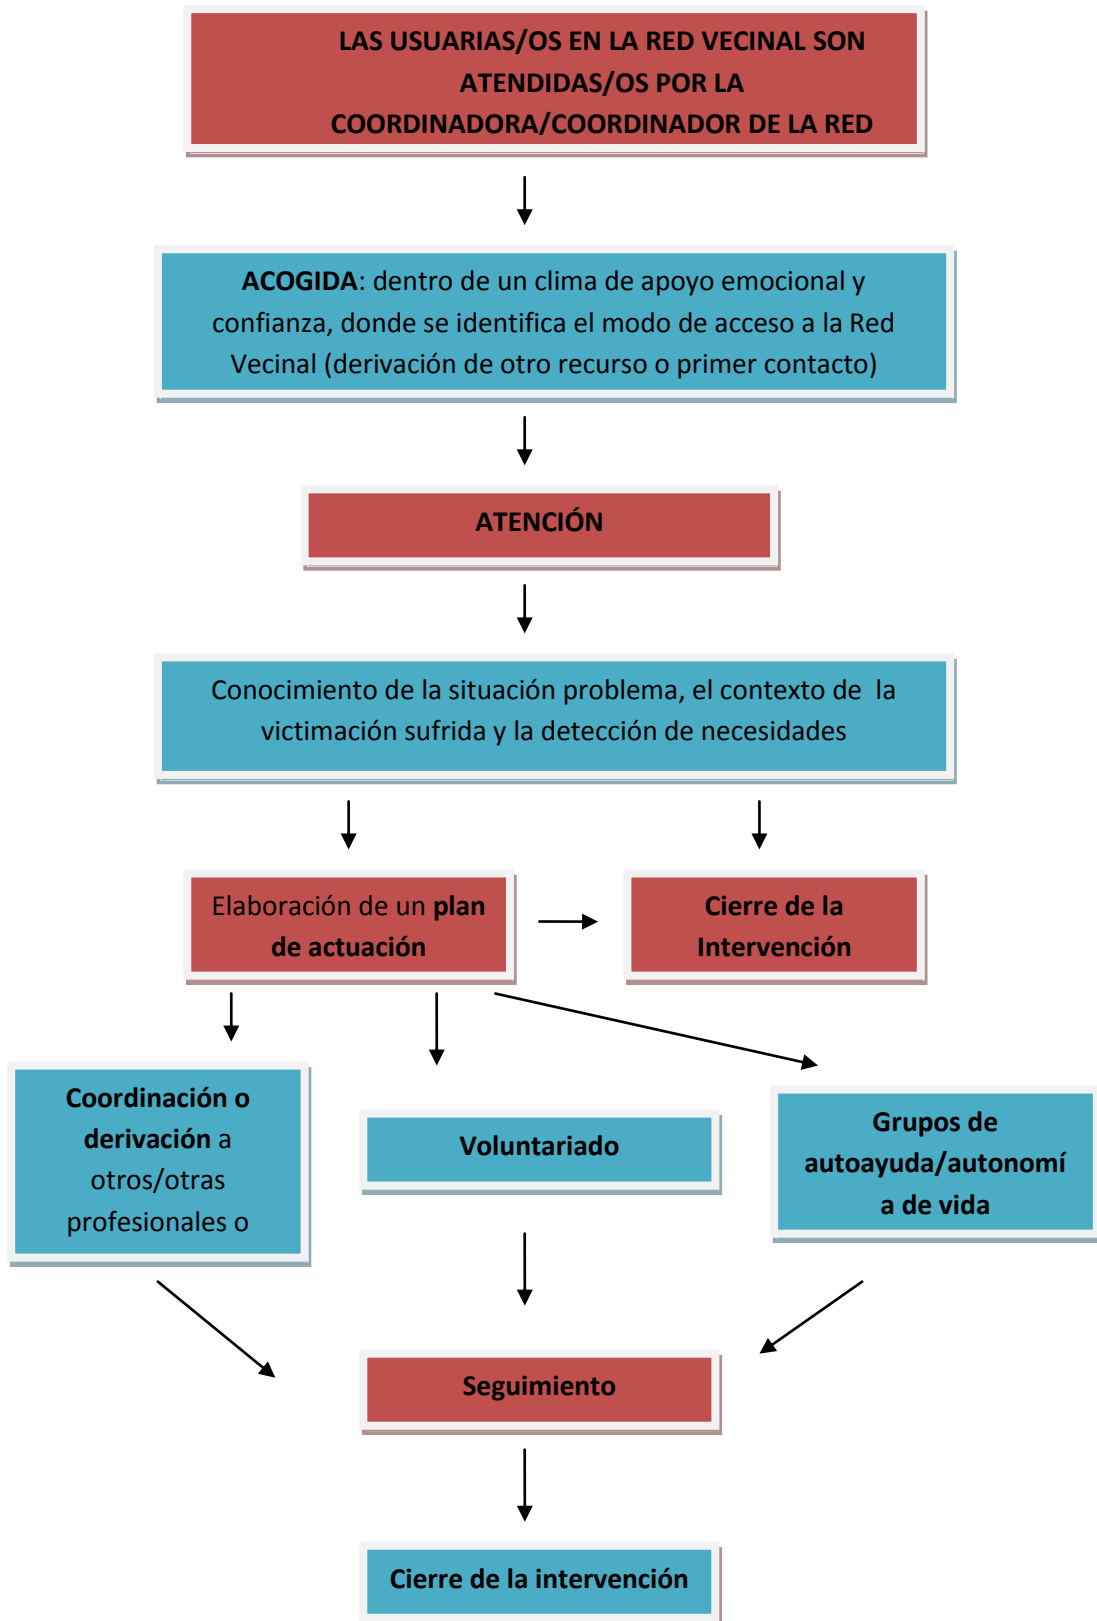 LAS USUARIAS/OS EN LA RED VECINAL SON
ATENDIDAS/OS POR LA
COORDINADORA/COORDINADOR DE LA RED
ACOGIDA: dentro de un clima de apoyo emocional y
confianza, donde se identifica el modo de acceso a la Red
Vecinal (derivación de otro recurso o primer contacto)
ATENCIÓN
Conocimiento de la situación problema, el contexto de la
victimación sufrida y la detección de necesidades
Elaboración de un plan
de actuación
Cierre de la
Intervención
Coordinación o
derivación a
otros/otras
profesionales o
Voluntariado
Grupos de
autoayuda/autonomí
a de vida
Seguimiento
Cierre de la intervención